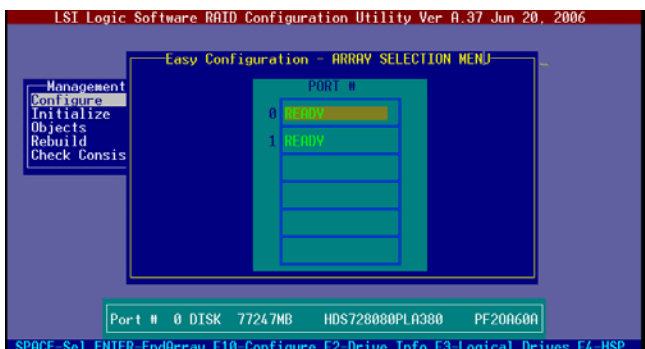 LSI Logic Software RAID Configuration Utility Ver A.37 Jun 20, 2006
Easy Configuration - ARRAY SELECTION MENU
Management
Configure
Initialize
Objects
Rebuild
Check Consis
PORT #
0 READY
1 READY
Port # 0 DISK 77247MB HDS728080PLA380 PF20A60A
SPACE-Sel ENTER-EndArray F10-Configure F2-Drive Info F3-Logical Drives F4-HSP